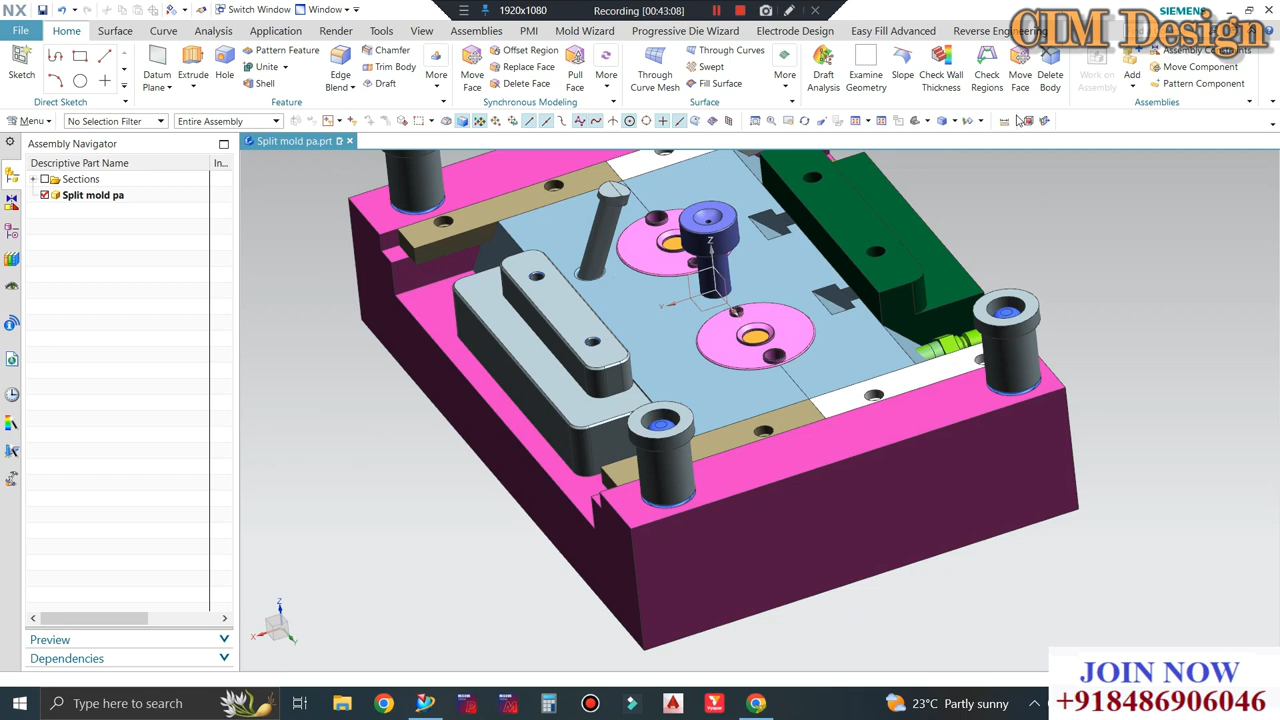 NX
Switch Window
Window
1920x1080
Recording [00:43:08]
SIEMENS
CIM Design
File
Home
Surface
Curve
Analysis
Application
Render
Tools
View
Assemblies
PMI
Mold Wizard
Progressive Die Wizard
Electrode Design
Easy Fill Advanced
Reverse Engineering
Sketch
Direct Sketch
Datum Plane
Extrude
Hole
Pattern Feature
Unite
Shell
Edge Blend
Chamfer
Trim Body
Draft
More
Feature
Move Face
Offset Region
Replace Face
Delete Face
Pull Face
More
Synchronous Modeling
Through Curve Mesh
Through Curves
Swept
Fill Surface
More
Surface
Draft Analysis
Examine Geometry
Slope
Check Wall Thickness
Check Regions
Move Face
Delete Body
Work on Assembly
Add
Assembly Constraints
Move Component
Pattern Component
Assemblies
Menu
No Selection Filter
Entire Assembly
Assembly Navigator
Split mold pa.prt
Descriptive Part Name
In...
Sections
Split mold pa
Z
Y
Z
X
Y
Preview
Dependencies
JOIN NOW
+918486906046
Type here to search
23°C Partly sunny